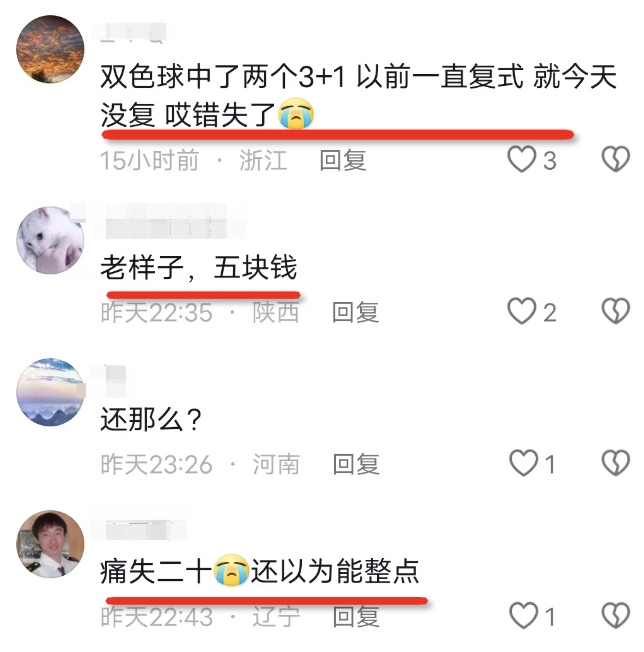 双色球中了两个3+1 以前一直复式 就今天
没复 哎错失了😭
15小时前 · 浙江 回复 3
老样子，五块钱
昨天22:35 · 陕西 回复 2
还那么？
昨天23:26 · 河南 回复 1
痛失二十😭还以为能整点
昨天22:43 · 辽宁 回复 1